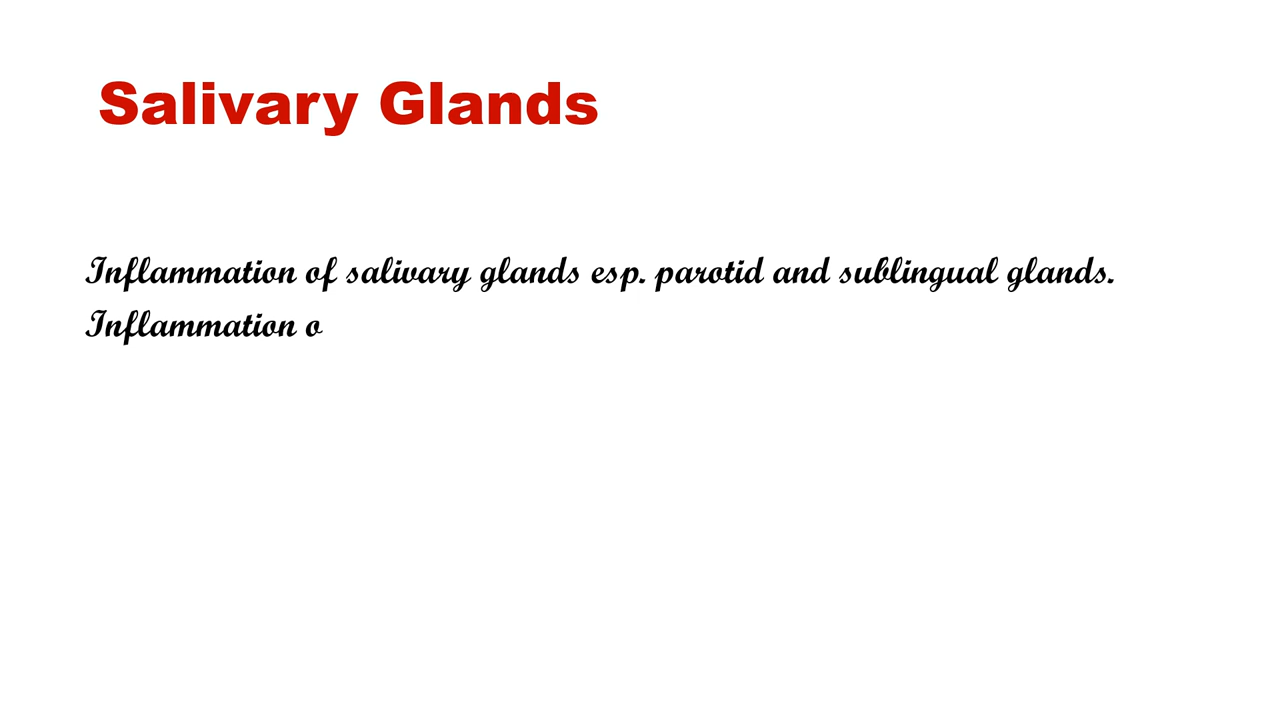 Salivary Glands
Inflammation of salivary glands esp. parotid and sublingual glands.
Inflammation o